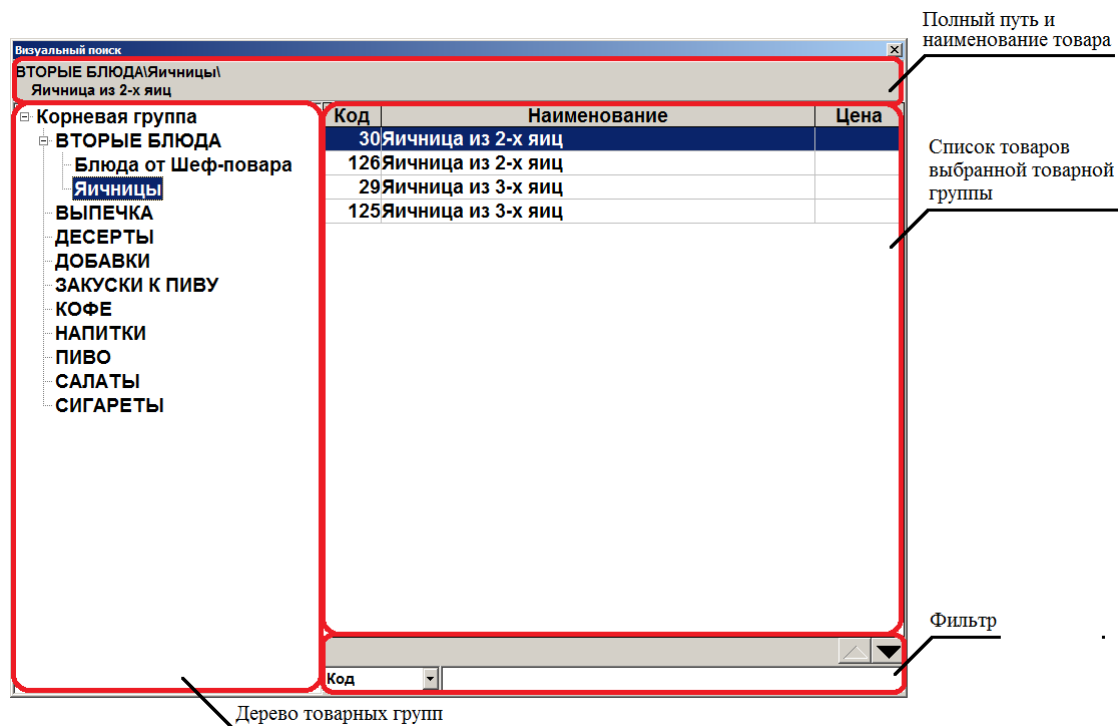 Полный путь и
наименование товара
Визуальный поиск
ВТОРЫЕ БЛЮДА\Яичницы\
Яичница из 2-х яиц
Корневая группа
ВТОРЫЕ БЛЮДА
Блюда от Шеф-повара
Яичницы
ВЫПЕЧКА
ДЕСЕРТЫ
ДОБАВКИ
ЗАКУСКИ К ПИВУ
КОФЕ
НАПИТКИ
ПИВО
САЛАТЫ
СИГАРЕТЫ
Код Наименование Цена
30 Яичница из 2-х яиц
126 Яичница из 2-х яиц
29 Яичница из 3-х яиц
125 Яичница из 3-х яиц
Список товаров
выбранной товарной
группы
Фильтр
Код
Дерево товарных групп